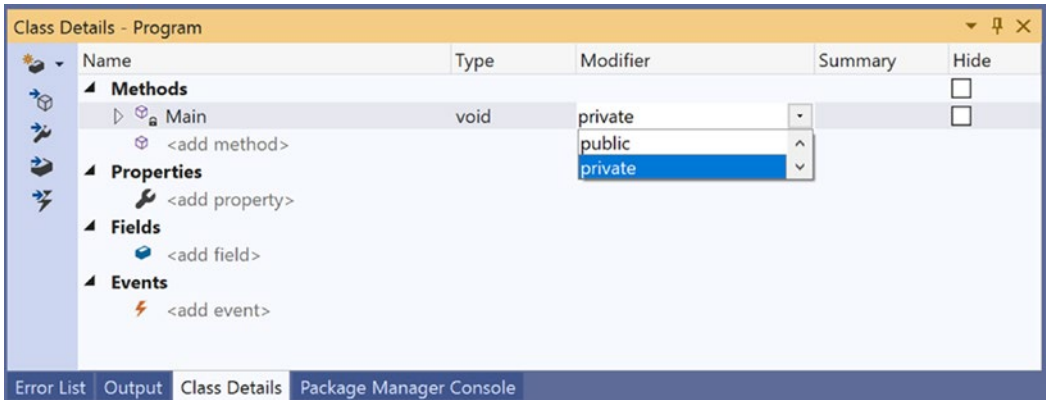 Class Details - Program
Name Type Modifier Summary Hide
Methods
Main void private
<add method> public
Properties private
<add property>
Fields
<add field>
Events
<add event>
Error List Output Class Details Package Manager Console